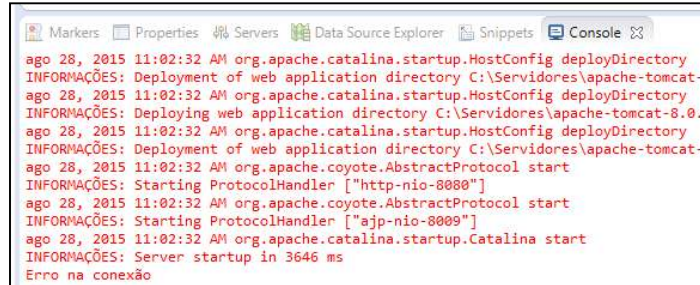 Markers Properties Servers Data Source Explorer Snippets Console
ago 28, 2015 11:02:32 AM org.apache.catalina.startup.HostConfig deployDirectory
INFORMAÇÕES: Deployment of web application directory C:\Servidores\apache-tomcat-
ago 28, 2015 11:02:32 AM org.apache.catalina.startup.HostConfig deployDirectory
INFORMAÇÕES: Deploying web application directory C:\Servidores\apache-tomcat-8.0.
ago 28, 2015 11:02:32 AM org.apache.catalina.startup.HostConfig deployDirectory
INFORMAÇÕES: Deployment of web application directory C:\Servidores\apache-tomcat-
ago 28, 2015 11:02:32 AM org.apache.coyote.AbstractProtocol start
INFORMAÇÕES: Starting ProtocolHandler ["http-nio-8080"]
ago 28, 2015 11:02:32 AM org.apache.coyote.AbstractProtocol start
INFORMAÇÕES: Starting ProtocolHandler ["ajp-nio-8009"]
ago 28, 2015 11:02:32 AM org.apache.catalina.startup.Catalina start
INFORMAÇÕES: Server startup in 3646 ms
Erro na conexão